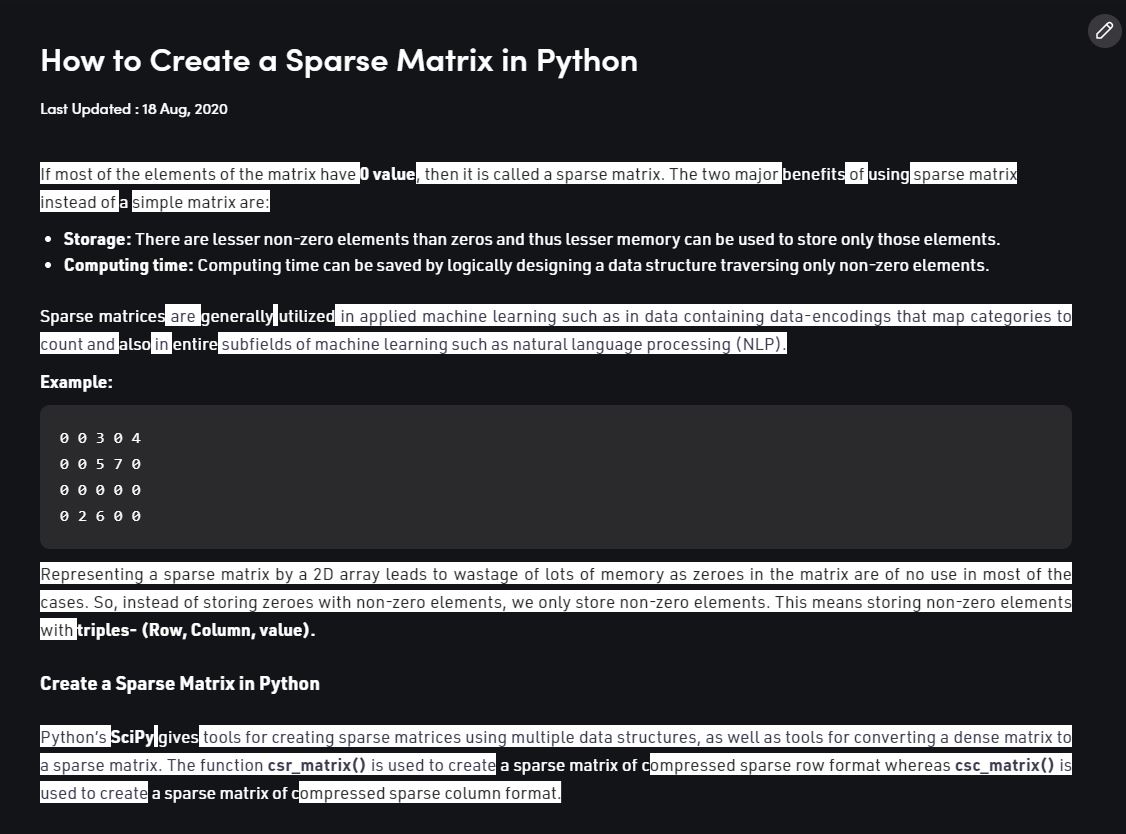 How to Create a Sparse Matrix in Python
Last Updated : 18 Aug, 2020
If most of the elements of the matrix have 0 value, then it is called a sparse matrix. The two major benefits of using sparse matrix
instead of a simple matrix are:
• Storage: There are lesser non-zero elements than zeros and thus lesser memory can be used to store only those elements.
• Computing time: Computing time can be saved by logically designing a data structure traversing only non-zero elements.
Sparse matrices are generally utilized in applied machine learning such as in data containing data-encodings that map categories to
count and also in entire subfields of machine learning such as natural language processing (NLP).
Example:
0 0 3 0 4
0 0 5 7 0
0 0 0 0 0
0 2 6 0 0
Representing a sparse matrix by a 2D array leads to wastage of lots of memory as zeroes in the matrix are of no use in most of the
cases. So, instead of storing zeroes with non-zero elements, we only store non-zero elements. This means storing non-zero elements
with triples- (Row, Column, value).
Create a Sparse Matrix in Python
Python's SciPy gives tools for creating sparse matrices using multiple data structures, as well as tools for converting a dense matrix to
a sparse matrix. The function csr_matrix() is used to create a sparse matrix of compressed sparse row format whereas csc_matrix() is
used to create a sparse matrix of compressed sparse column format.